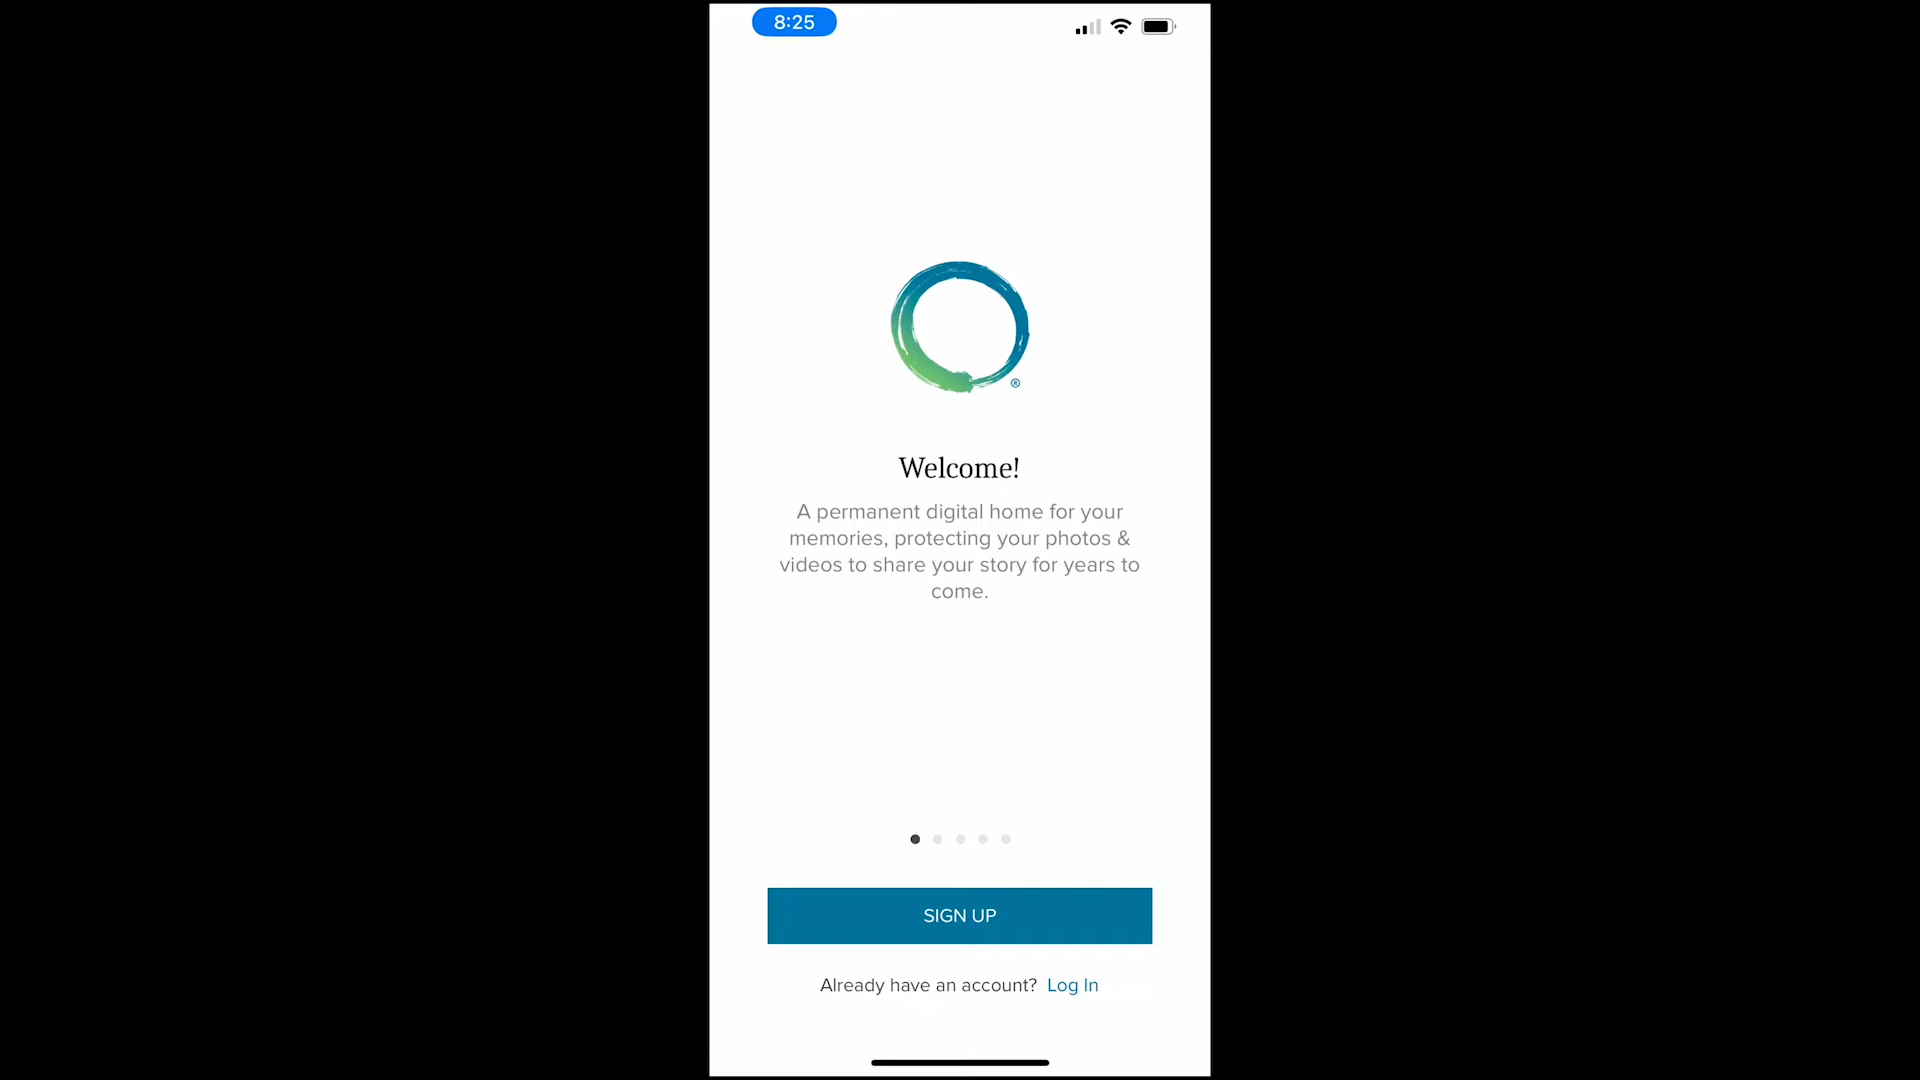 8:25
®
Welcome!
A permanent digital home for your
memories, protecting your photos &
videos to share your story for years to
come.
SIGN UP
Already have an account? Log In